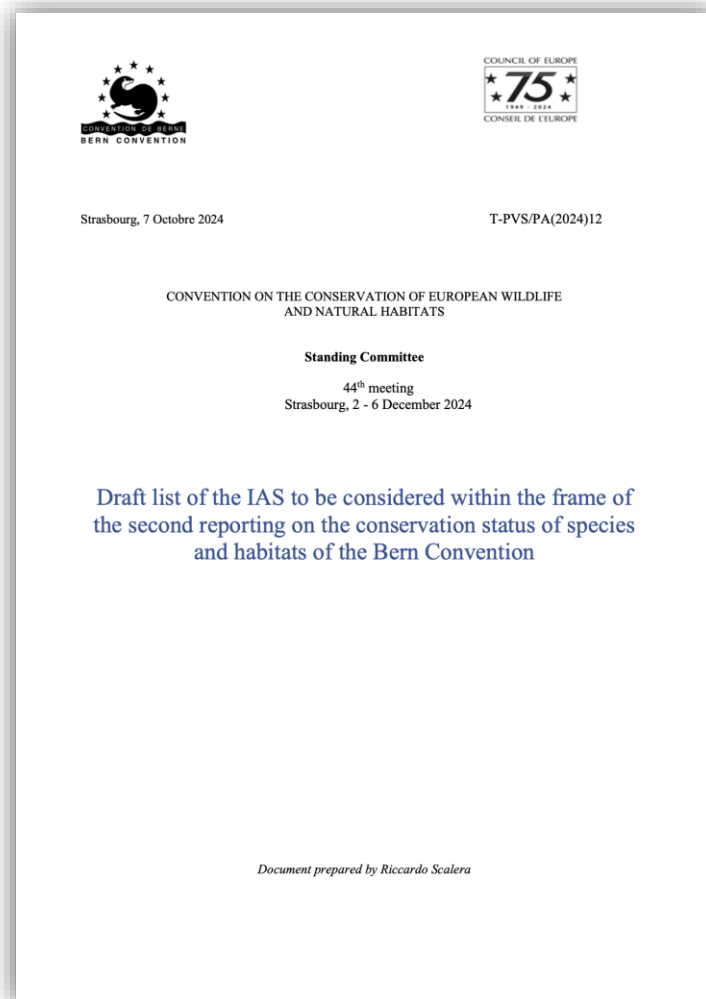 CONVENTION DE BERNE
BERN CONVENTION
COUNCIL OF EUROPE
75
1949 - 2024
CONSEIL DE L'EUROPE
Strasbourg, 7 Octobre 2024
T-PVS/PA(2024)12
CONVENTION ON THE CONSERVATION OF EUROPEAN WILDLIFE
AND NATURAL HABITATS
Standing Committee
44th meeting
Strasbourg, 2 - 6 December 2024
Draft list of the IAS to be considered within the frame of
the second reporting on the conservation status of species
and habitats of the Bern Convention
Document prepared by Riccardo Scalera